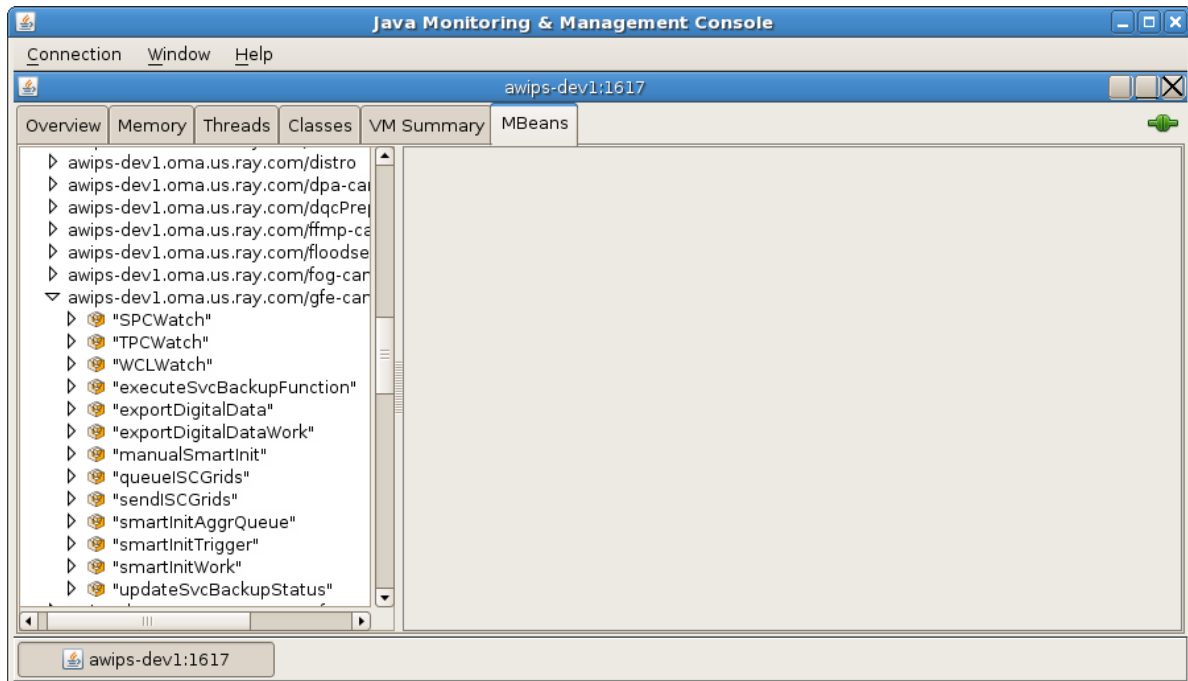 Java Monitoring & Management Console
Connection Window Help
awips-dev1:1617
Overview Memory Threads Classes VM Summary MBeans
awips-dev1.oma.us.ray.com/distro
awips-dev1.oma.us.ray.com/dpa-ca
awips-dev1.oma.us.ray.com/dqcPre
awips-dev1.oma.us.ray.com/ffmp-ca
awips-dev1.oma.us.ray.com/floodse
awips-dev1.oma.us.ray.com/fog-can
awips-dev1.oma.us.ray.com/gfe-can
"SPCWatch"
"TPCWatch"
"WCLWatch"
"executeSvcBackupFunction"
"exportDigitalData"
"exportDigitalDataWork"
"manualSmartInit"
"queueISCGrids"
"sendISCGrids"
"smartInitAggrQueue"
"smartInitTrigger"
"smartInitWork"
"updateSvcBackupStatus"
awips-dev1:1617